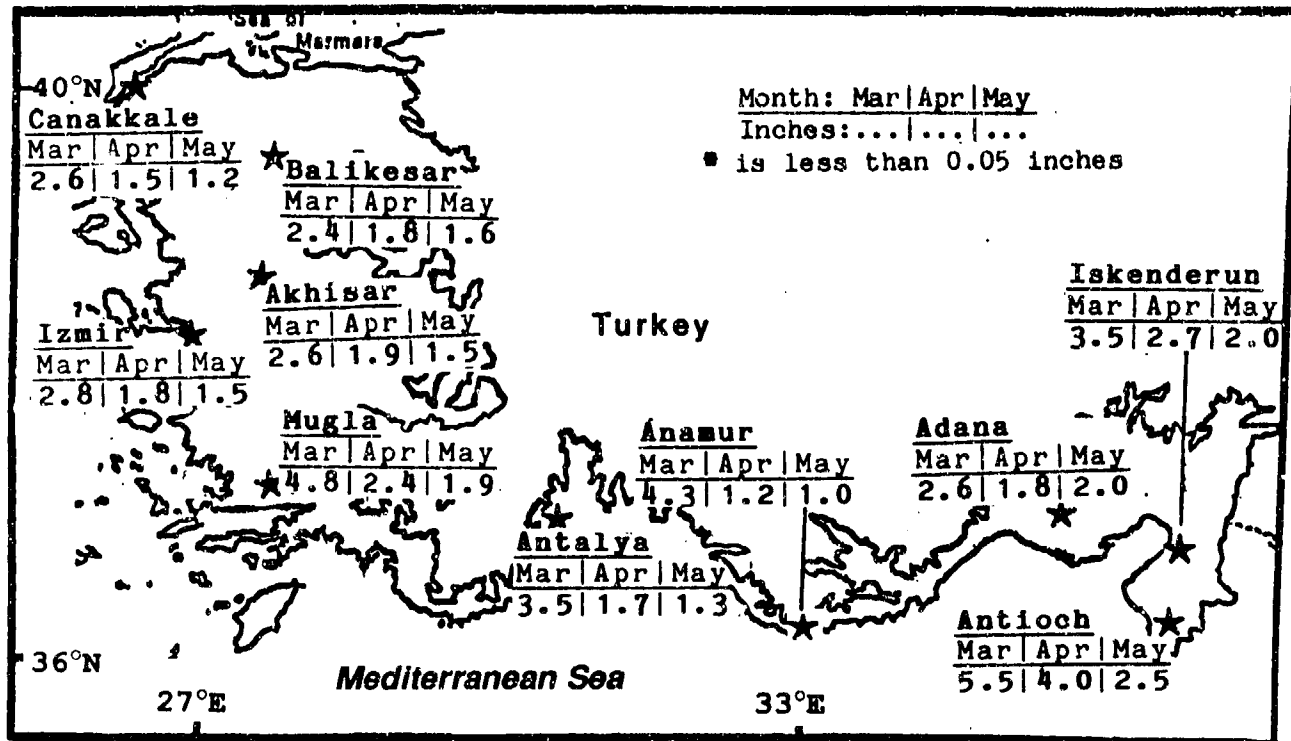 Sea of
Marmara
40°N
Month: Mar|Apr|May
Inches:...|...|...
* is less than 0.05 inches
Canakkale
Mar|Apr|May
2.6|1.5|1.2
Balikesar
Mar|Apr|May
2.4|1.8|1.6
Akhisar
Mar|Apr|May
2.6|1.9|1.5
Turkey
Iskenderun
Mar|Apr|May
3.5|2.7|2.0
Izmir
Mar|Apr|May
2.8|1.8|1.5
Mugla
Mar|Apr|May
4.8|2.4|1.9
Anamur
Mar|Apr|May
4.3|1.2|1.0
Adana
Mar|Apr|May
2.6|1.8|2.0
Antalya
Mar|Apr|May
3.5|1.7|1.3
Antioch
Mar|Apr|May
5.5|4.0|2.5
36°N
Mediterranean Sea
27°E
33°E